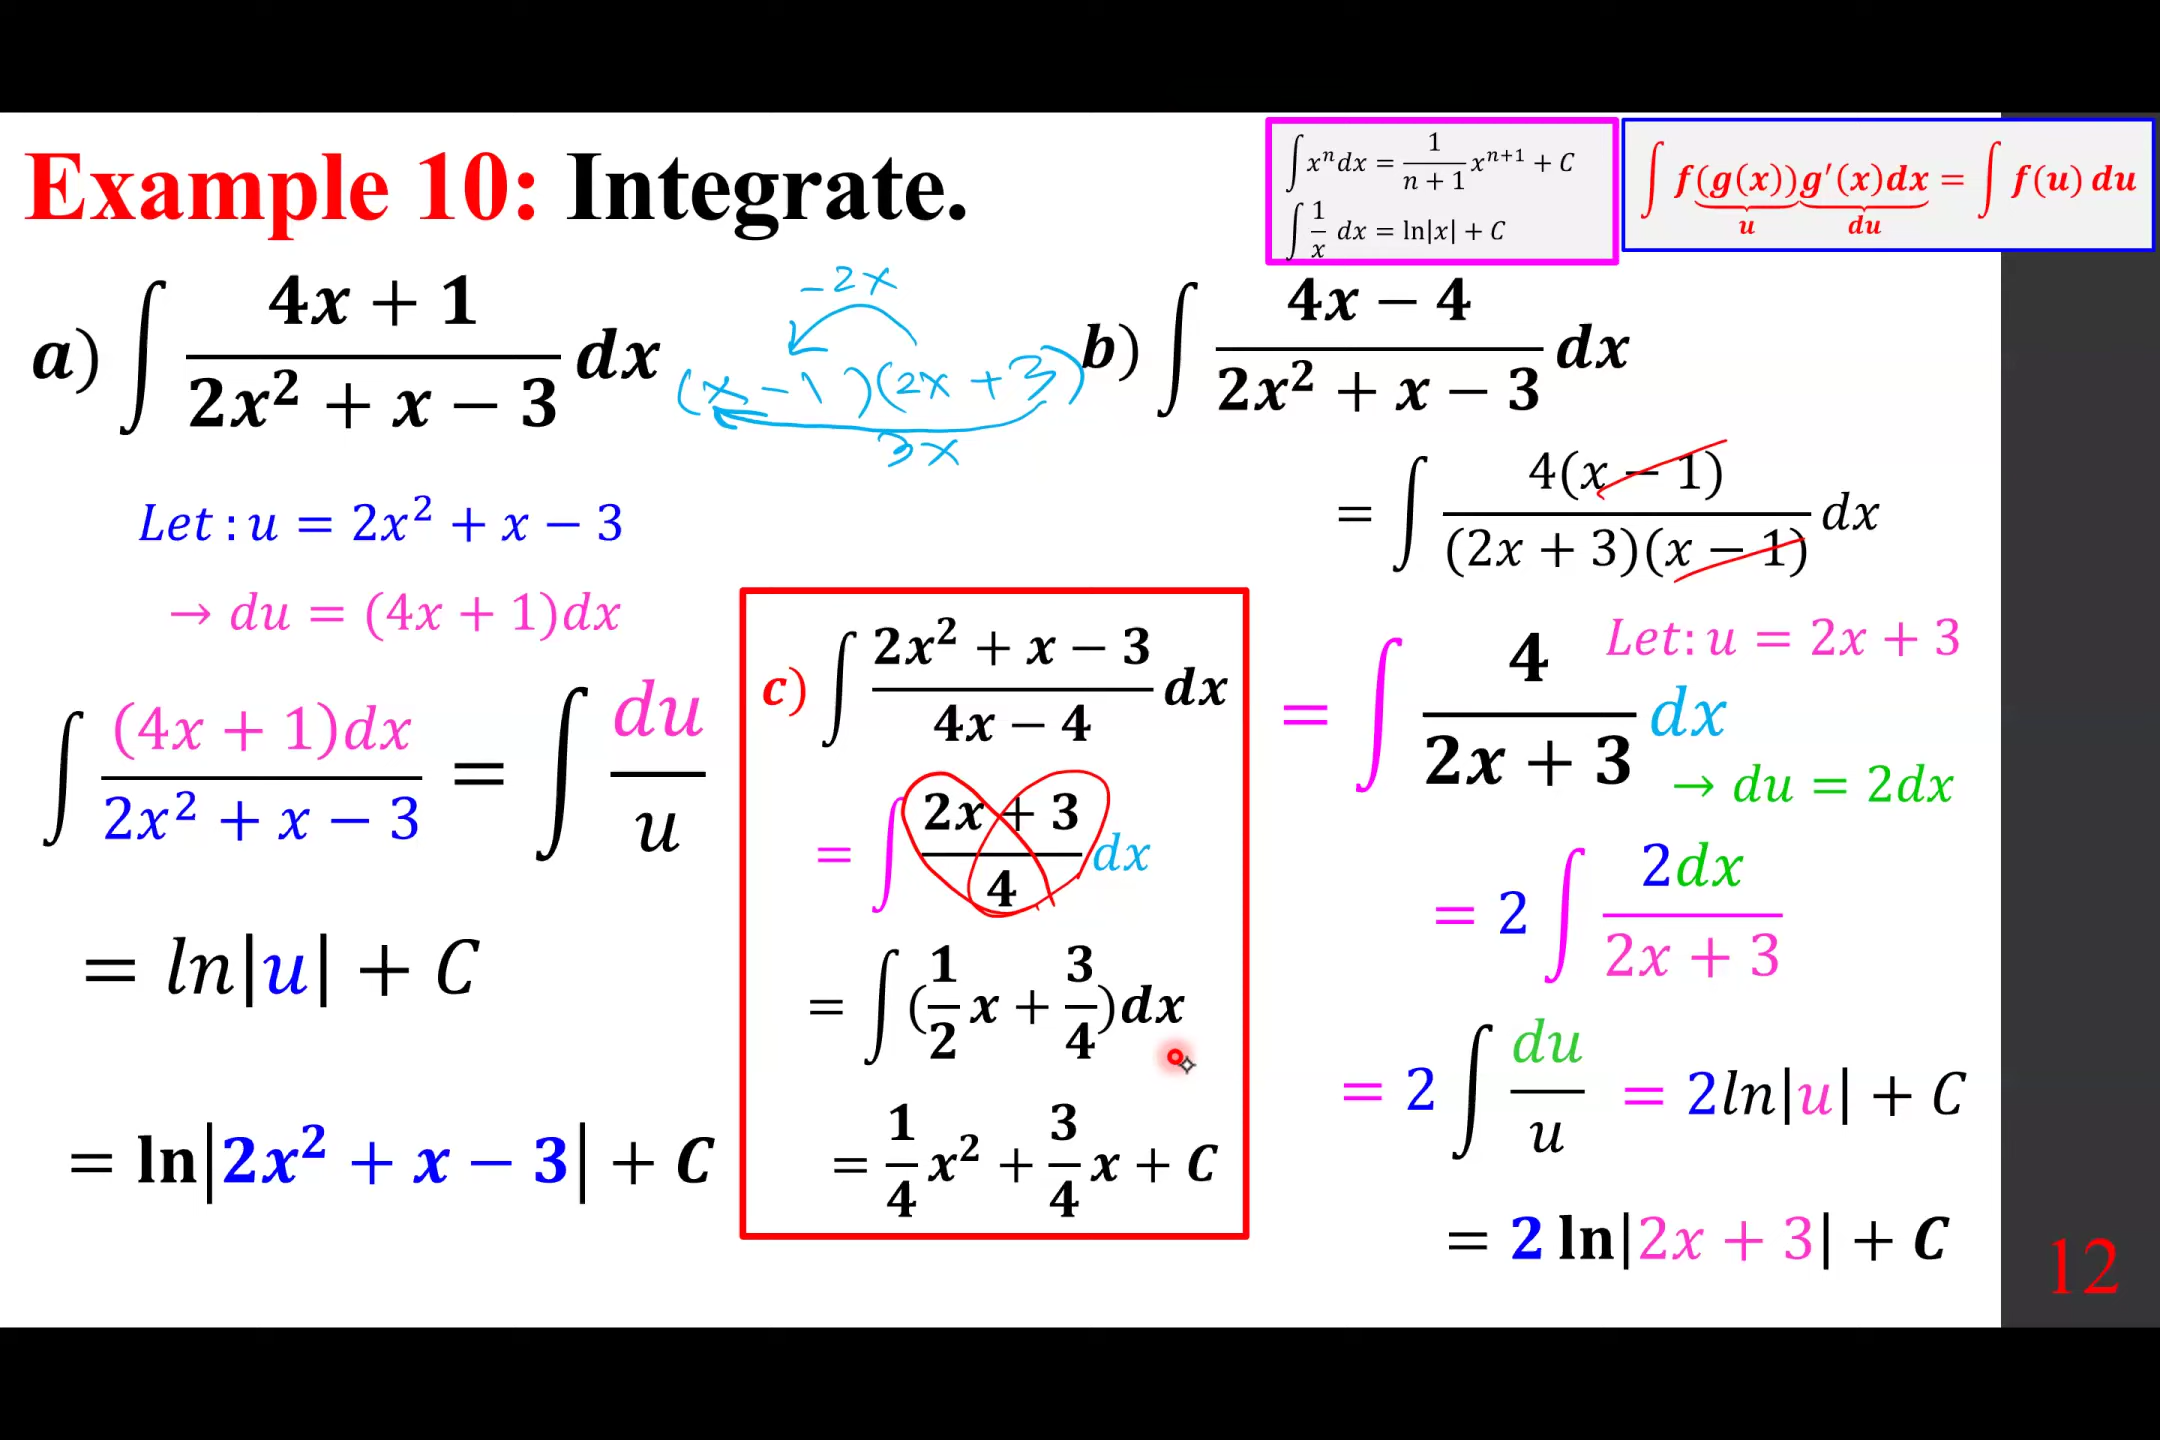 Example 10: Integrate.
∫xⁿdx = 1/(n + 1) xⁿ⁺¹ + C
∫1/x dx = ln|x| + C
∫ f(g(x))g′(x)dx = ∫ f(u) du
u du
a) ∫ (4x + 1)/(2x² + x − 3) dx
−2x
(x − 1)(2x + 3)
3x
Let : u = 2x² + x − 3
→ du = (4x + 1)dx
∫ (4x + 1)dx/(2x² + x − 3) = ∫ du/u
= ln|u| + C
= ln|2x² + x − 3| + C
c) ∫ (2x² + x − 3)/(4x − 4) dx
= ∫ (2x + 3)/4 dx
= ∫ (1/2 x + 3/4)dx
= 1/4 x² + 3/4 x + C
b) ∫ (4x − 4)/(2x² + x − 3) dx
= ∫ 4(x − 1)/((2x + 3)(x − 1)) dx
= ∫ 4/(2x + 3) dx
Let: u = 2x + 3
→ du = 2dx
= 2 ∫ 2dx/(2x + 3)
= 2 ∫ du/u = 2ln|u| + C
= 2 ln|2x + 3| + C
12